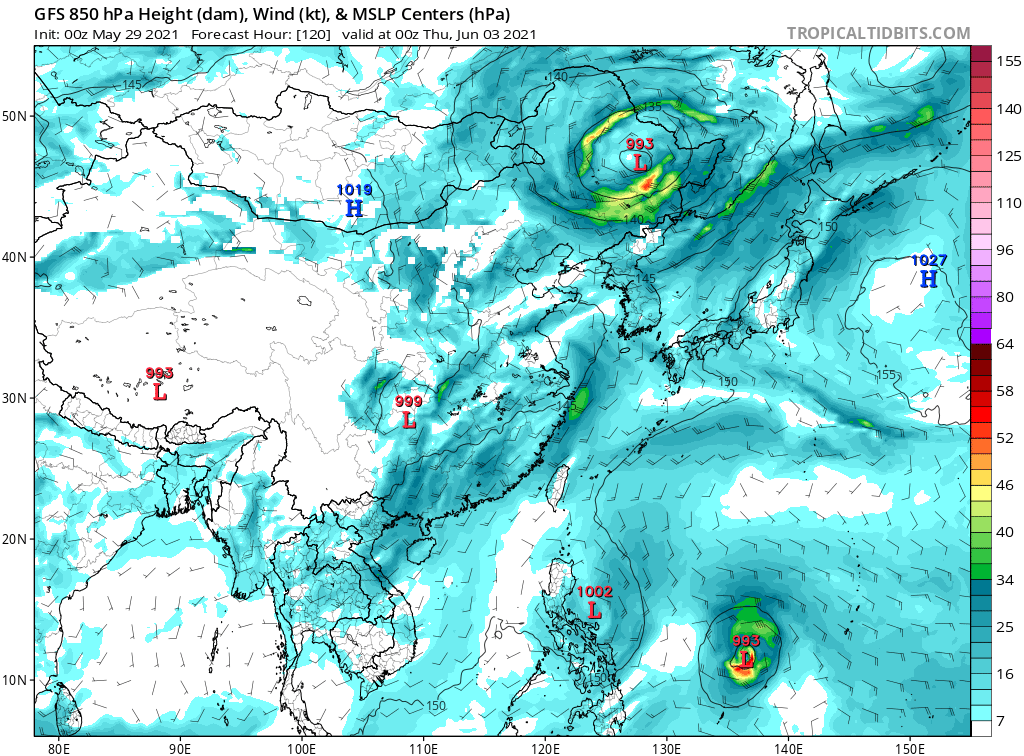 GFS 850 hPa Height (dam), Wind (kt), & MSLP Centers (hPa)
Init: 00z May 29 2021 Forecast Hour: [120] valid at 00z Thu, Jun 03 2021 TROPICALTIDBITS.COM
155
140
145
50N
135
140
993
L
125
1019
H
110
140
150
40N
1027
H
96
145
80
64
993
L
150
155
58
30N
999
L
52
46
40
20N
34
1002
L
25
993
L
16
10N
150
150
7
80E 90E 100E 110E 120E 130E 140E 150E